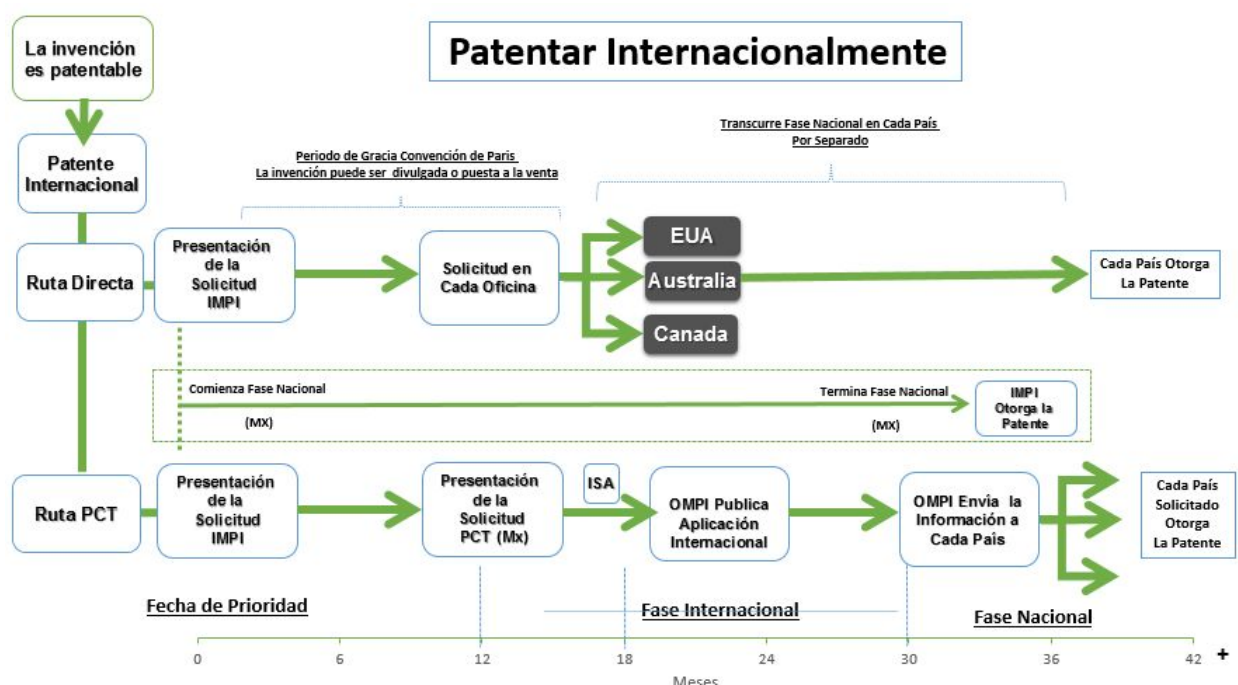 La invención
es patentable
Patentar Internacionalmente
Patente
Internacional
Periodo de Gracia Convención de Paris
La invención puede ser divulgada o puesta a la venta
Transcurre Fase Nacional en Cada País
Por Separado
Ruta Directa
Presentación
de la
Solicitud
IMPI
Solicitud en
Cada Oficina
EUA
Australia
Canada
Cada País Otorga
La Patente
Comienza Fase Nacional
(MX)
Termina Fase Nacional
(MX)
IMPI
Otorga la
Patente
Ruta PCT
Presentación
de la
Solicitud
IMPI
Presentación
de la
Solicitud
PCT (Mx)
ISA
OMPI Publica
Aplicación
Internacional
OMPI Envía la
Información a
Cada País
Cada País
Solicitado
Otorga
La Patente
Fecha de Prioridad
Fase Internacional
Fase Nacional
0 6 12 18 24 30 36 42 +
Meses